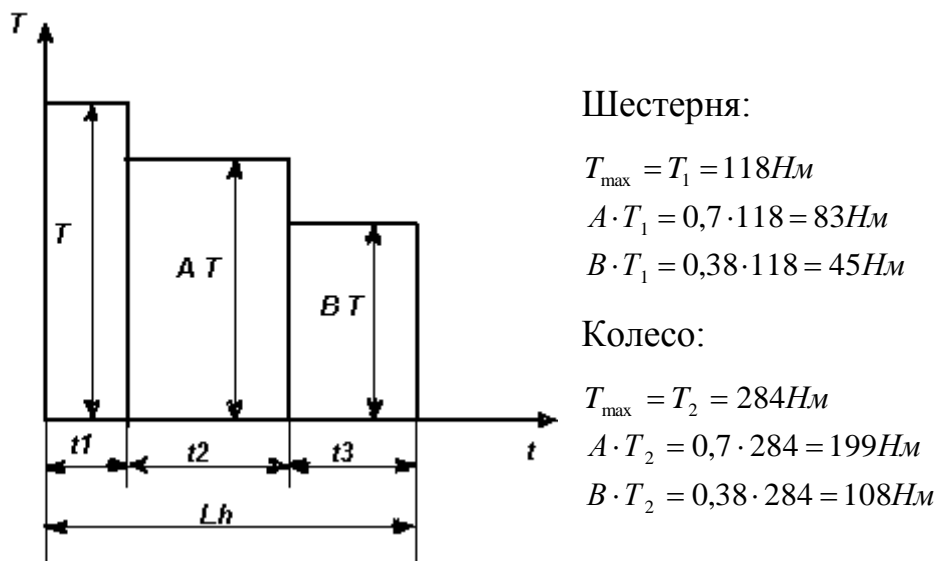 T
T
A T
B T
t1
t2
t3
t
Lh
Шестерня:
T_max = T_1 = 118Нм
A · T_1 = 0,7 · 118 = 83Нм
B · T_1 = 0,38 · 118 = 45Нм
Колесо:
T_max = T_2 = 284Нм
A · T_2 = 0,7 · 284 = 199Нм
B · T_2 = 0,38 · 284 = 108Нм